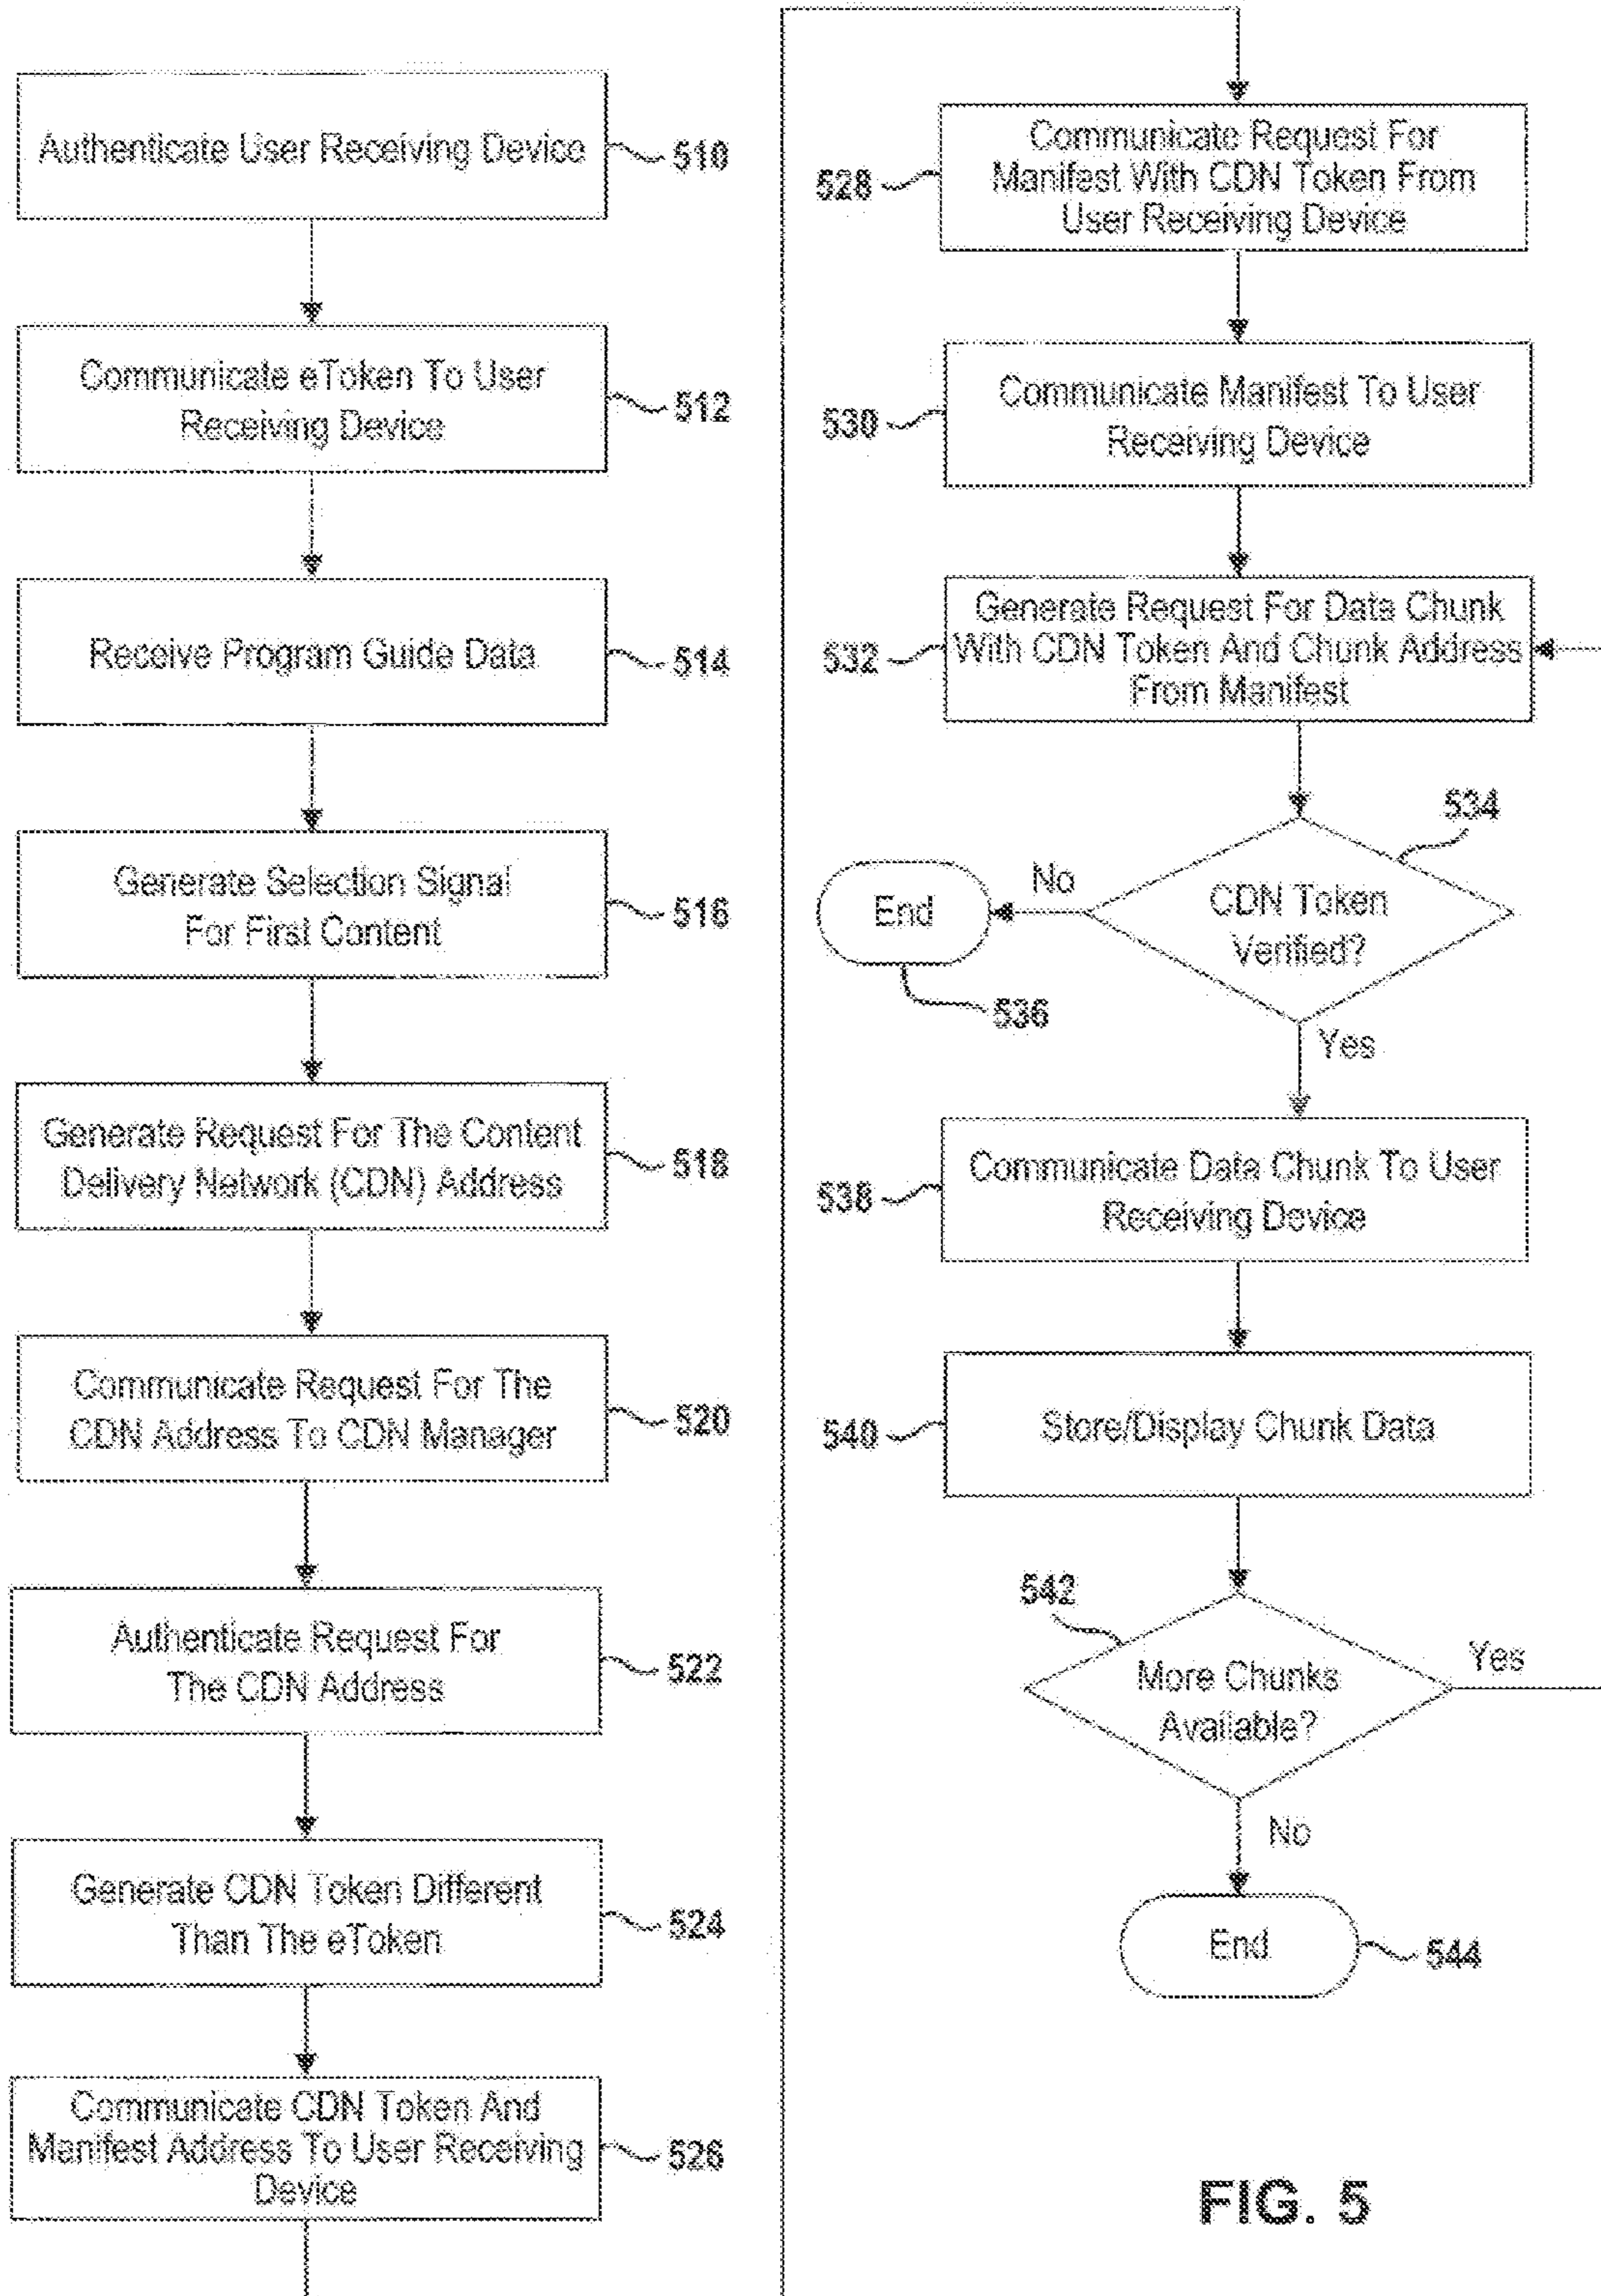 Authenticate User Receiving Device
510
Communicate eToken To User
Receiving Device
512
Receive Program Guide Data
514
Generate Selection Signal
For First Content
516
Generate Request For The Content
Delivery Network (CDN) Address
518
Communicate Request For The
CDN Address To CDN Manager
520
Authenticate Request For
The CDN Address
522
Generate CDN Token Different
Than The eToken
524
Communicate CDN Token And
Manifest Address To User Receiving
Device
526
Communicate Request For
Manifest With CDN Token From
User Receiving Device
528
Communicate Manifest To User
Receiving Device
530
Generate Request For Data Chunk
With CDN Token And Chunk Address
From Manifest
532
534
CDN Token
Verified?
No
End
536
Yes
Communicate Data Chunk To User
Receiving Device
538
Store/Display Chunk Data
540
542
More Chunks
Available?
Yes
No
End
544
FIG. 5